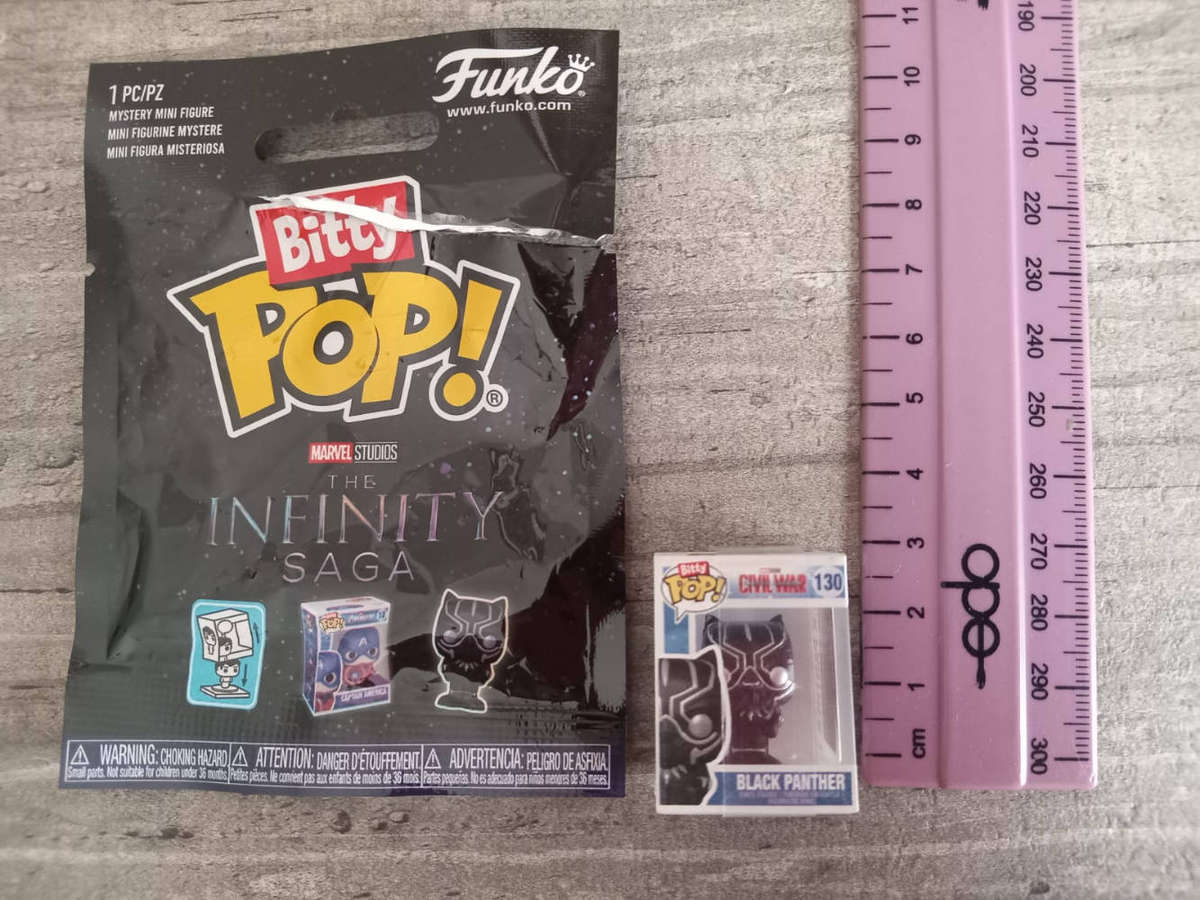 Funko
www.funko.com
1 PC/PZ
MYSTERY MINI FIGURE
MINI FIGURINE MYSTERE
MINI FIGURA MISTERIOSA
Bitty
POP!®
MARVEL STUDIOS
THE
INFINITY
SAGA
POP!
CAPTAIN AMERICA
WARNING: CHOKING HAZARD.
Small parts. Not suitable for children under 36 months.
ATTENTION: DANGER D'ÉTOUFFEMENT.
Petites pièces. Ne convient pas aux enfants de moins de 36 mois.
ADVERTENCIA: PELIGRO DE ASFIXIA.
Partes pequeñas. No es adecuado para niños menores de 36 meses.
Bitty
POP!
CIVIL WAR
130
BLACK PANTHER
11
10
9
8
7
6
5
4
3
2
1
cm
190
200
210
220
230
240
250
260
270
280
290
300
ope